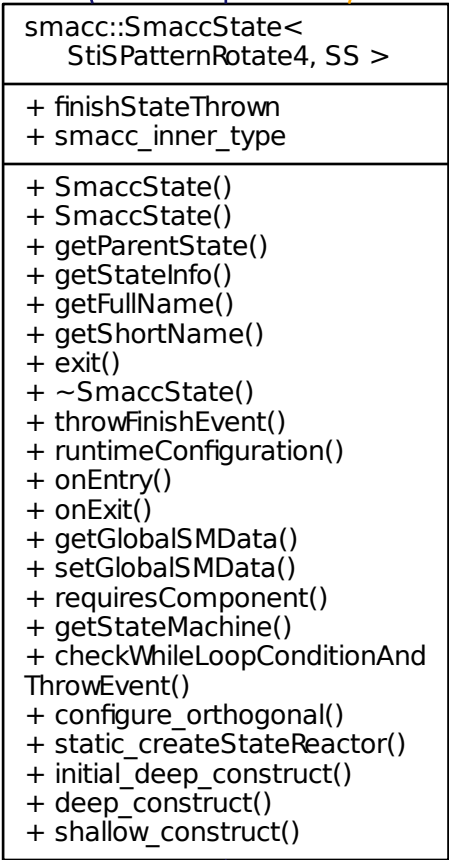 smacc::SmaccState<
StiSPatternRotate4, SS >
+ finishStateThrown
+ smacc_inner_type
+ SmaccState()
+ SmaccState()
+ getParentState()
+ getStateInfo()
+ getFullName()
+ getShortName()
+ exit()
+ ~SmaccState()
+ throwFinishEvent()
+ runtimeConfiguration()
+ onEntry()
+ onExit()
+ getGlobalSMData()
+ setGlobalSMData()
+ requiresComponent()
+ getStateMachine()
+ checkWhileLoopConditionAnd
ThrowEvent()
+ configure_orthogonal()
+ static_createStateReactor()
+ initial_deep_construct()
+ deep_construct()
+ shallow_construct()